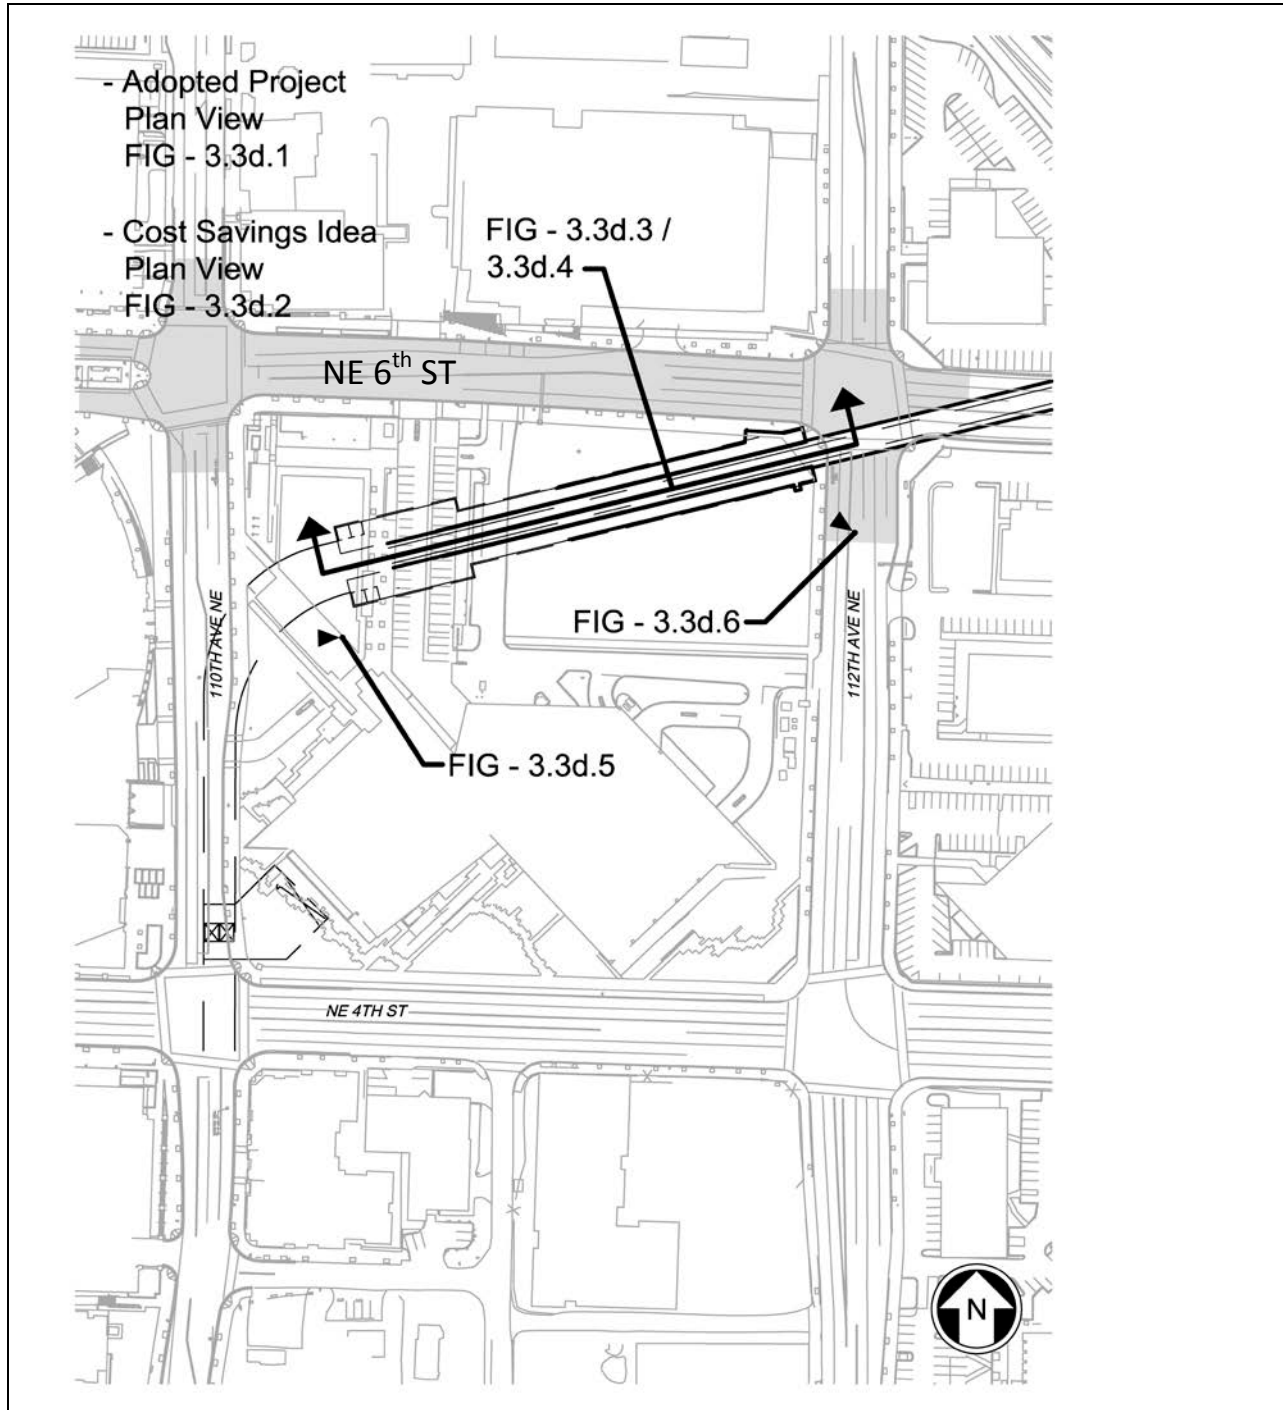 - Adopted Project
Plan View
FIG - 3.3d.1
- Cost Savings Idea
Plan View
FIG - 3.3d.2
FIG - 3.3d.3 /
3.3d.4
NE 6th ST
110TH AVE NE
112TH AVE NE
FIG - 3.3d.6
FIG - 3.3d.5
NE 4TH ST
N